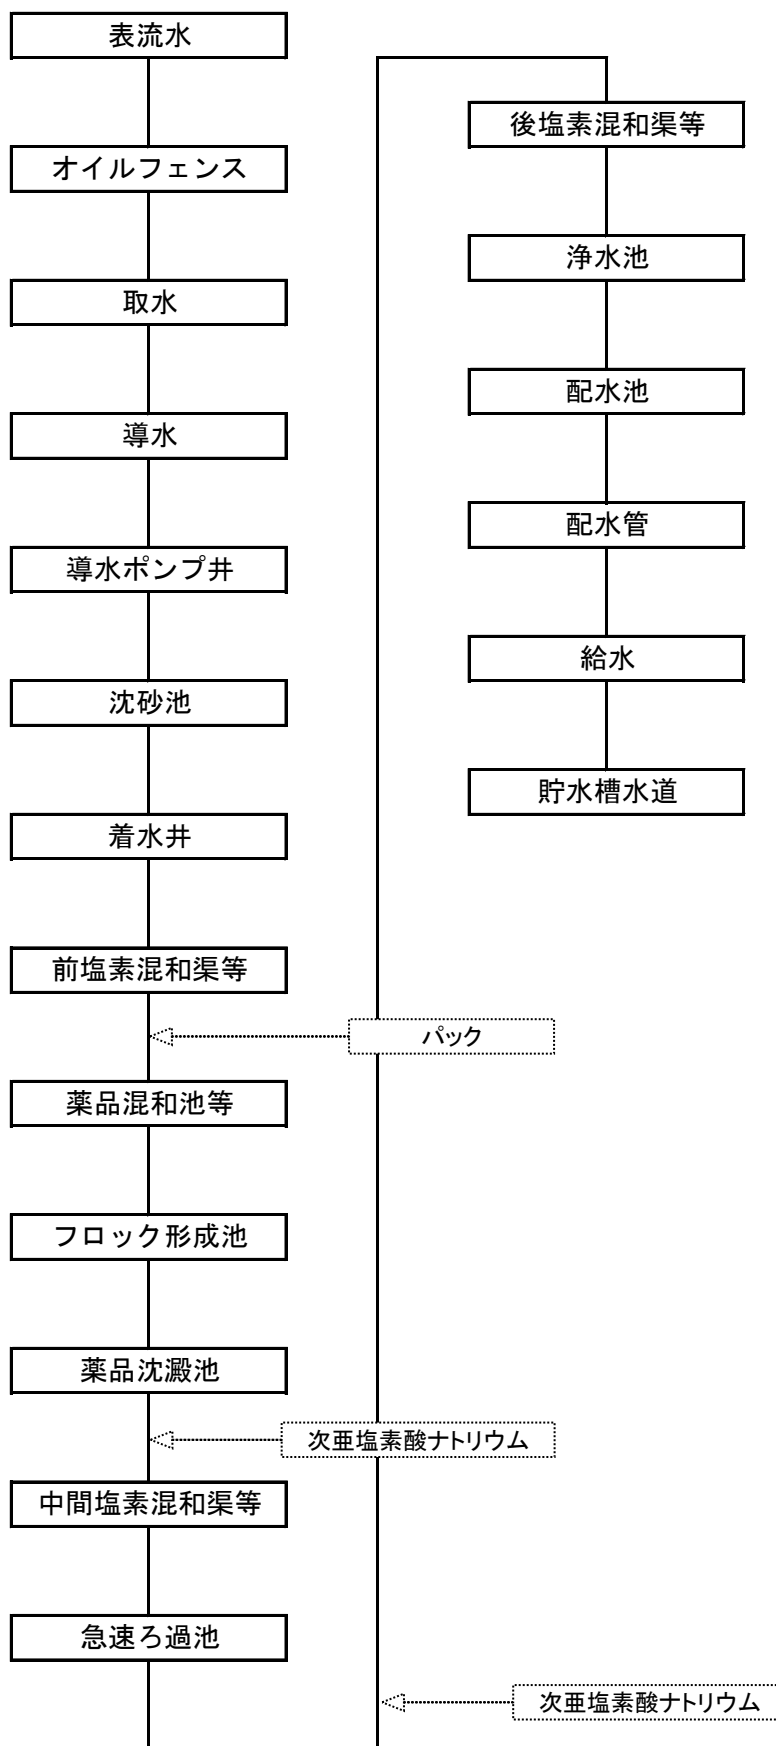 表流水
オイルフェンス
取水
導水
導水ポンプ井
沈砂池
着水井
前塩素混和渠等
パック
薬品混和池等
フロック形成池
薬品沈澱池
次亜塩素酸ナトリウム
中間塩素混和渠等
急速ろ過池
次亜塩素酸ナトリウム
後塩素混和渠等
浄水池
配水池
配水管
給水
貯水槽水道